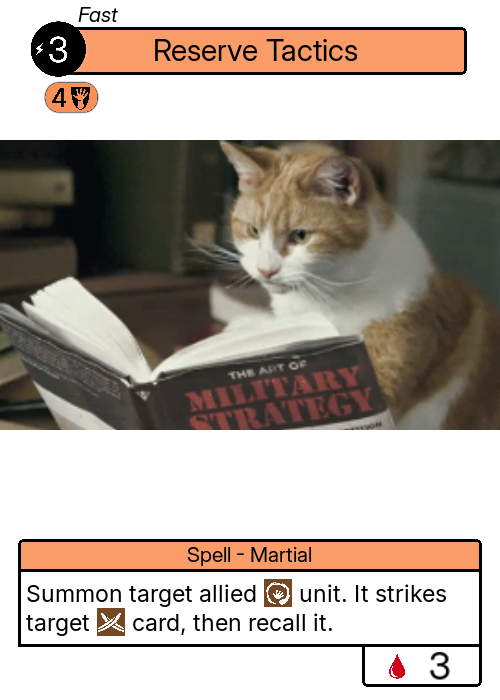 Fast
3
Reserve Tactics
4
THE ART OF
MILITARY
STRATEGY
Spell - Martial
Summon target allied unit. It strikes
target card, then recall it.
3